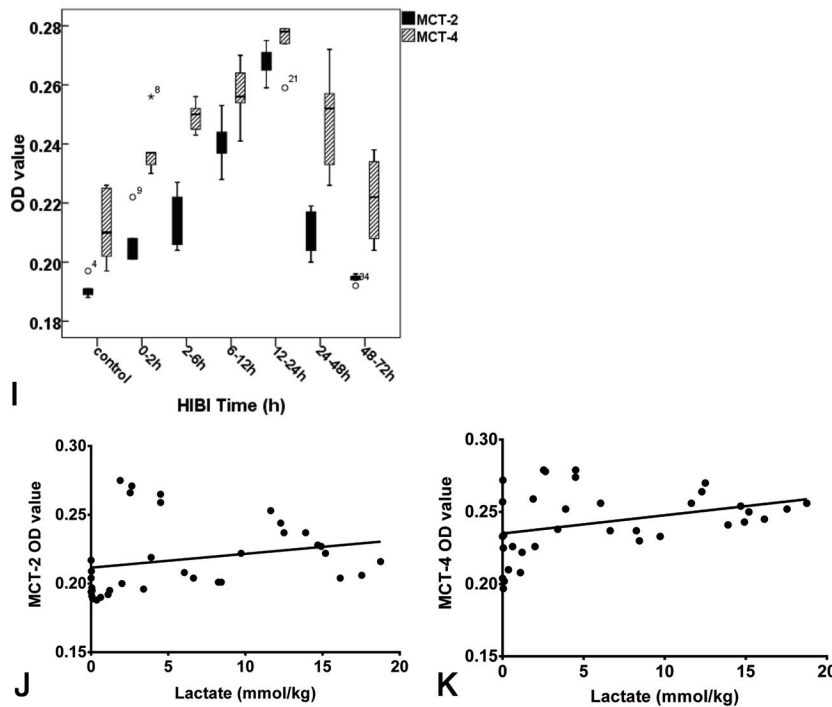 MCT-2
MCT-4
OD value
0.28
0.26
0.24
0.22
0.20
0.18
4
9
8
21
34
control
0-2h
2-6h
6-12h
12-24h
24-48h
48-72h
HIBI Time (h)
I
MCT-2 OD value
0.30
0.25
0.20
0.15
0
5
10
15
20
Lactate (mmol/kg)
J
MCT-4 OD value
0.30
0.25
0.20
0.15
0
5
10
15
20
Lactate (mmol/kg)
K